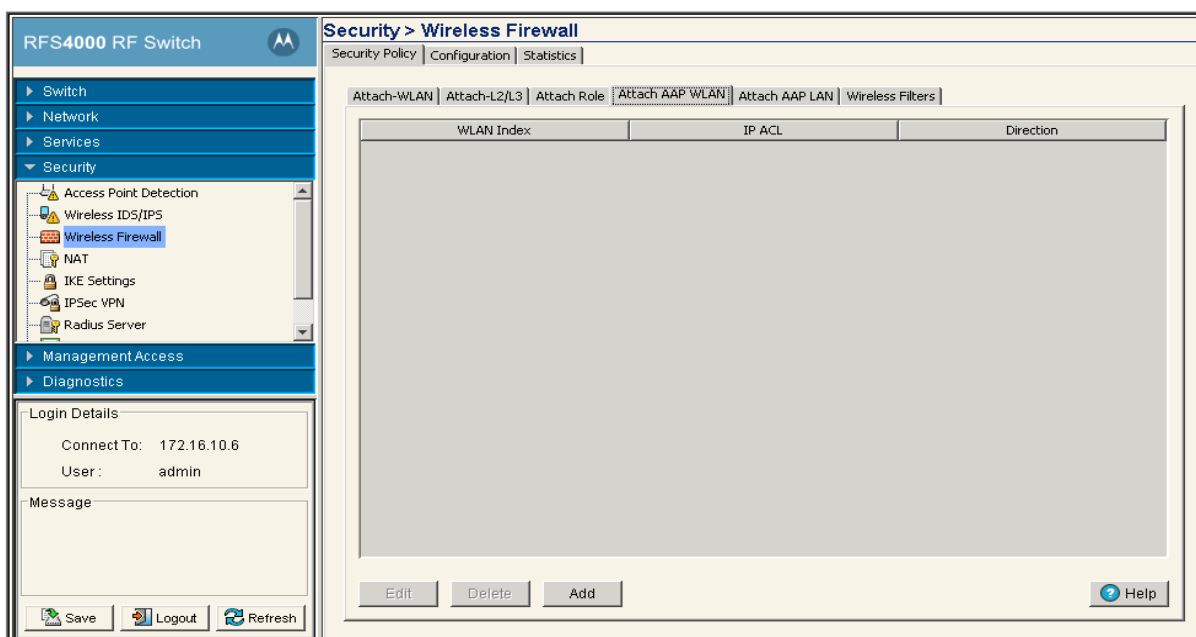 RFS4000 RF Switch
Switch
Network
Services
Security
Access Point Detection
Wireless IDS/IPS
Wireless Firewall
NAT
IKE Settings
IPSec VPN
Radius Server
Management Access
Diagnostics
Login Details
Connect To: 172.16.10.6
User : admin
Message
Save Logout Refresh
Security > Wireless Firewall
Security Policy Configuration Statistics
Attach-WLAN Attach-L2/L3 Attach Role Attach AAP WLAN Attach AAP LAN Wireless Filters
WLAN Index IP ACL Direction
Edit Delete Add Help